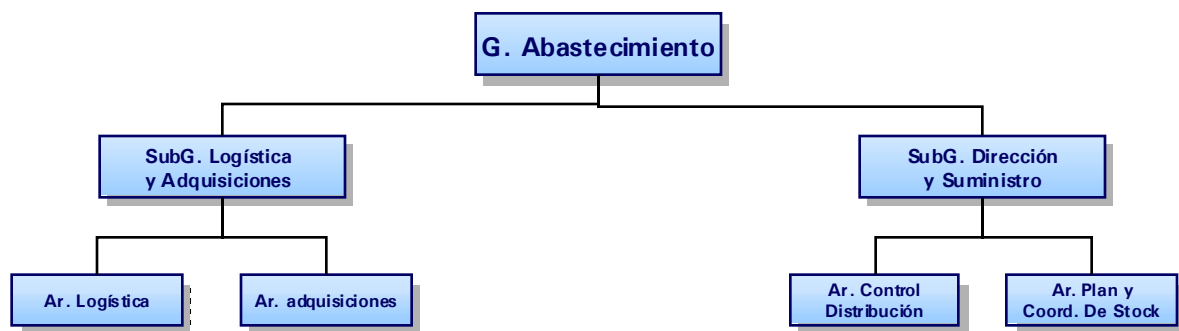 G. Abastecimiento
SubG. Logística
y Adquisiciones
SubG. Dirección
y Suministro
Ar. Logística
Ar. adquisiciones
Ar. Control
Distribución
Ar. Plan y
Coord. De Stock